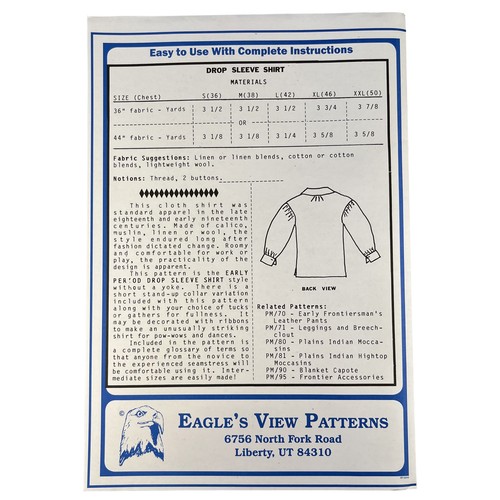 Easy to Use With Complete Instructions
DROP SLEEVE SHIRT
MATERIALS
SIZE (Chest) S(36) M(38) L(42) XL(46) XXL(50)
36" fabric - Yards 3 1/2 3 1/2 3 1/2 3 3/4 3 7/8
OR
44" fabric - Yards 3 1/8 3 1/8 3 1/4 3 5/8 3 5/8
Fabric Suggestions: Linen or linen blends, cotton or cotton
blends, lightweight wool.
Notions: Thread, 2 buttons.
This cloth shirt was
standard apparel in the late
eighteenth and early nineteenth
centuries. Made of calico,
muslin, linen or wool, the
style endured long after
fashion dictated change. Roomy
and comfortable for work or
play, the practicality of the
design is apparent.
This pattern is the EARLY
PER'OD DROP SLEEVE SHIRT style
without a yoke. There is a
short stand-up collar variation
included with this pattern
along with your choice of tucks
or gathers for fullness. It
may be decorated with ribbons
to make an unusually striking
shirt for pow-wows and dances.
Included in the pattern is
a complete glossary of terms so
that anyone from the novice to
the experienced seamstress will
be comfortable using it. Inter-
mediate sizes are easily made!
BACK VIEW
Related Patterns:
PM/70 - Early Frontiersman's
Leather Pants
PM/71 - Leggings and Breech-
clout
PM/80 - Plains Indian Mocca-
sins
PM/81 - Plains Indian Hightop
Moccasins
PM/90 - Blanket Capote
PM/95 - Frontier Accessories
©
EAGLE'S VIEW PATTERNS
6756 North Fork Road
Liberty, UT 84310